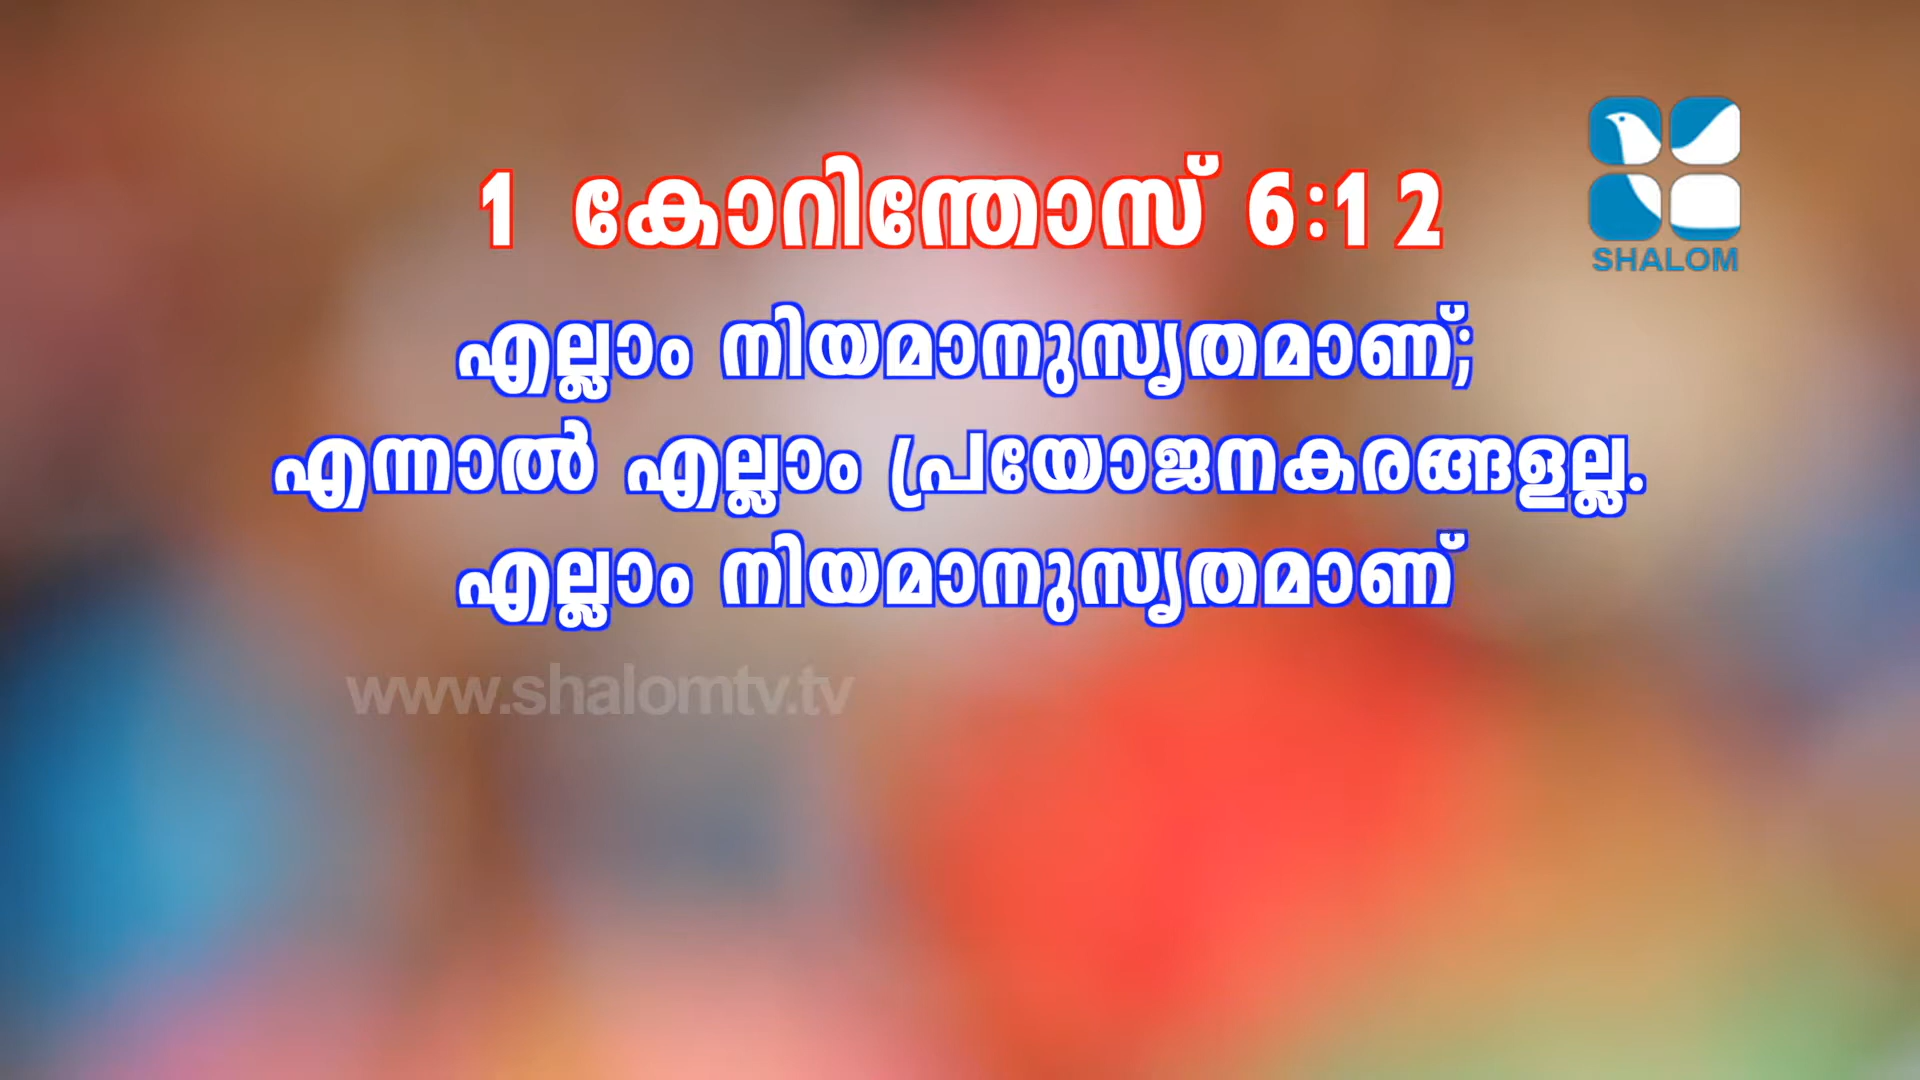 1 കോറിന്തോസ് 6:12
SHALOM
എല്ലാം നിയമാനുസൃതമാണ്;
എന്നാൽ എല്ലാം പ്രയോജനകരങ്ങളല്ല.
എല്ലാം നിയമാനുസൃതമാണ്
www.shalomtv.tv